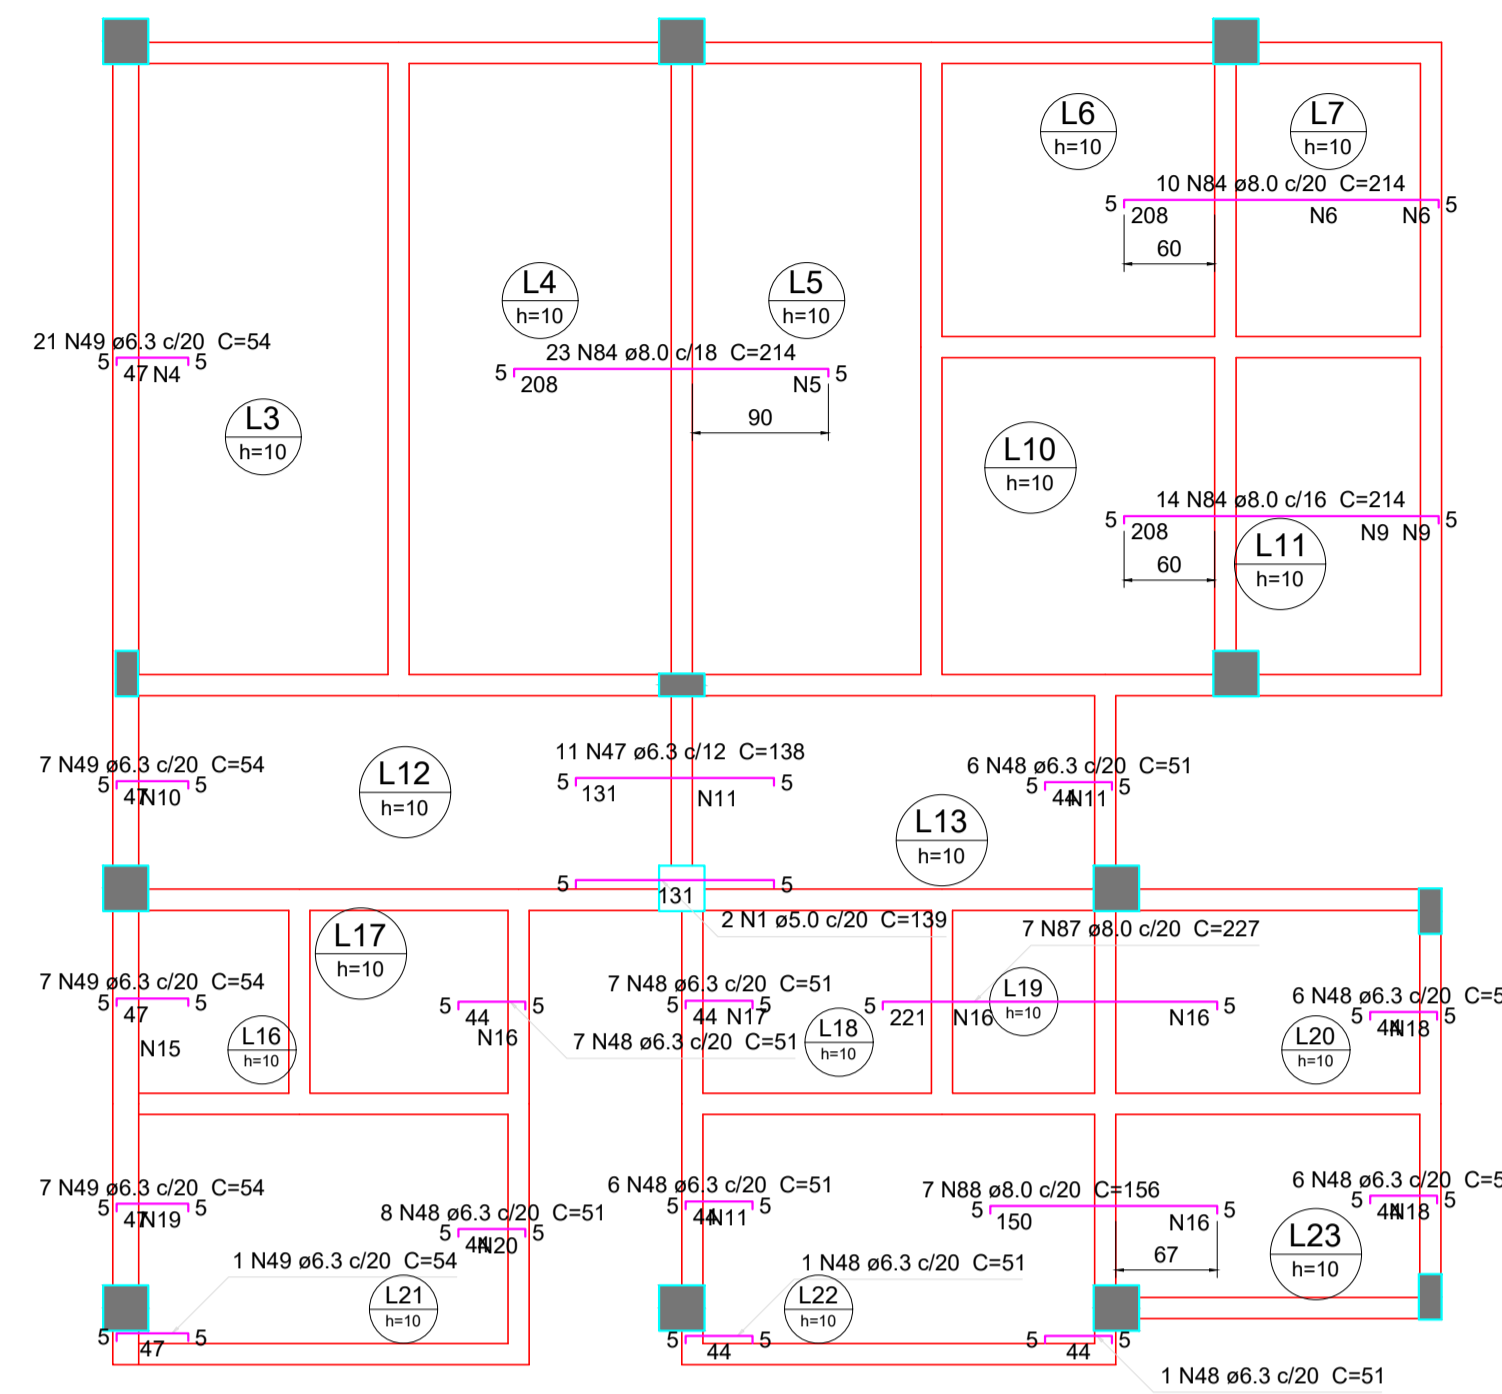 L6
h=10
L7
h=10
10 N84 ø8.0 c/20 C=214
5
208
N6
N6
5
60
L4
h=10
L5
h=10
21 N49 ø6.3 c/20 C=54
5
47
N4
5
23 N84 ø8.0 c/18 C=214
5
208
N5
5
90
L3
h=10
L10
h=10
14 N84 ø8.0 c/16 C=214
5
208
N9
N9
5
60
L11
h=10
7 N49 ø6.3 c/20 C=54
5
47
N10
5
L12
h=10
11 N47 ø6.3 c/12 C=138
5
131
N11
5
6 N48 ø6.3 c/20 C=51
5
44
N11
5
L13
h=10
5
131
5
2 N1 ø5.0 c/20 C=139
7 N87 ø8.0 c/20 C=227
L17
h=10
7 N49 ø6.3 c/20 C=54
5
47
5
N15
L16
h=10
5
44
5
N16
7 N48 ø6.3 c/20 C=51
7 N48 ø6.3 c/20 C=51
5
44
N17
5
L18
h=10
5
221
N16
L19
h=10
N16
5
6 N48 ø6.3 c/20 C=5
5
44
N18
5
L20
h=10
7 N49 ø6.3 c/20 C=54
5
47
N19
5
8 N48 ø6.3 c/20 C=51
5
44
N20
5
6 N48 ø6.3 c/20 C=51
5
44
N11
5
7 N88 ø8.0 c/20 C=156
5
150
N16
5
67
6 N48 ø6.3 c/20 C=5
5
44
N18
5
L23
h=10
1 N49 ø6.3 c/20 C=54
L21
h=10
5
47
5
1 N48 ø6.3 c/20 C=51
L22
h=10
5
44
5
5
44
5
1 N48 ø6.3 c/20 C=51